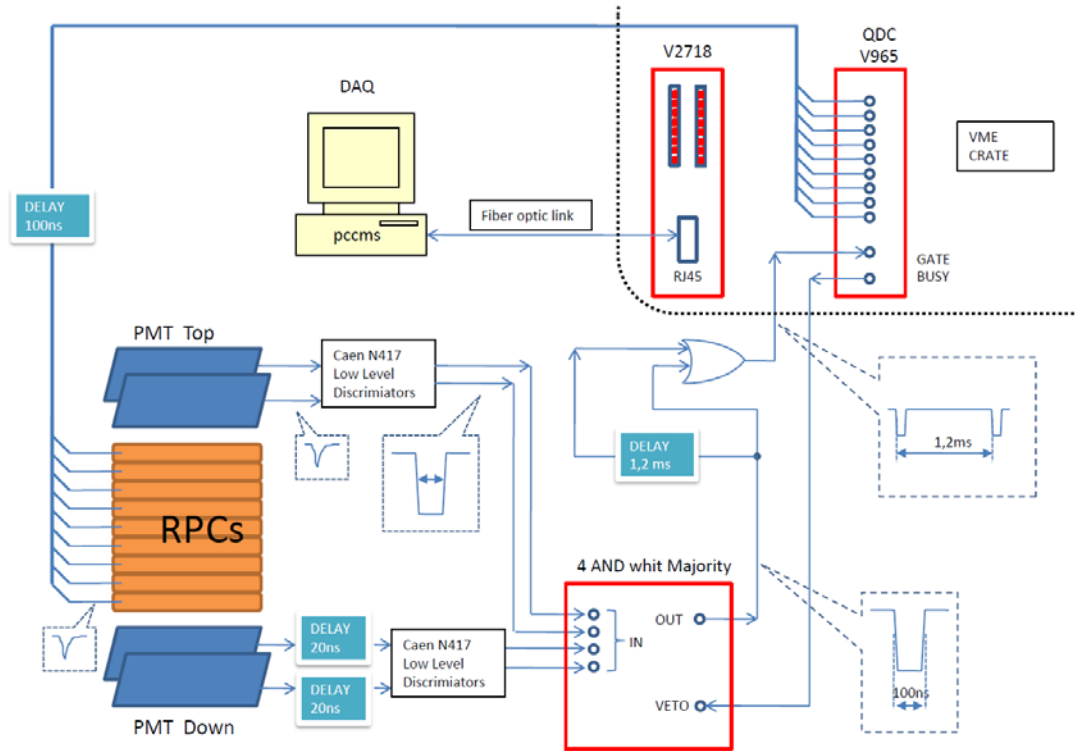 V2718
QDC
V965
DAQ
VME
CRATE
DELAY
100ns
Fiber optic link
pccms
RJ45
GATE
BUSY
PMT Top
Caen N417
Low Level
Discrimiators
DELAY
1,2 ms
1,2ms
RPCs
4 AND whit Majority
OUT
IN
VETO
100ns
DELAY
20ns
Caen N417
Low Level
Discrimiators
DELAY
20ns
PMT Down